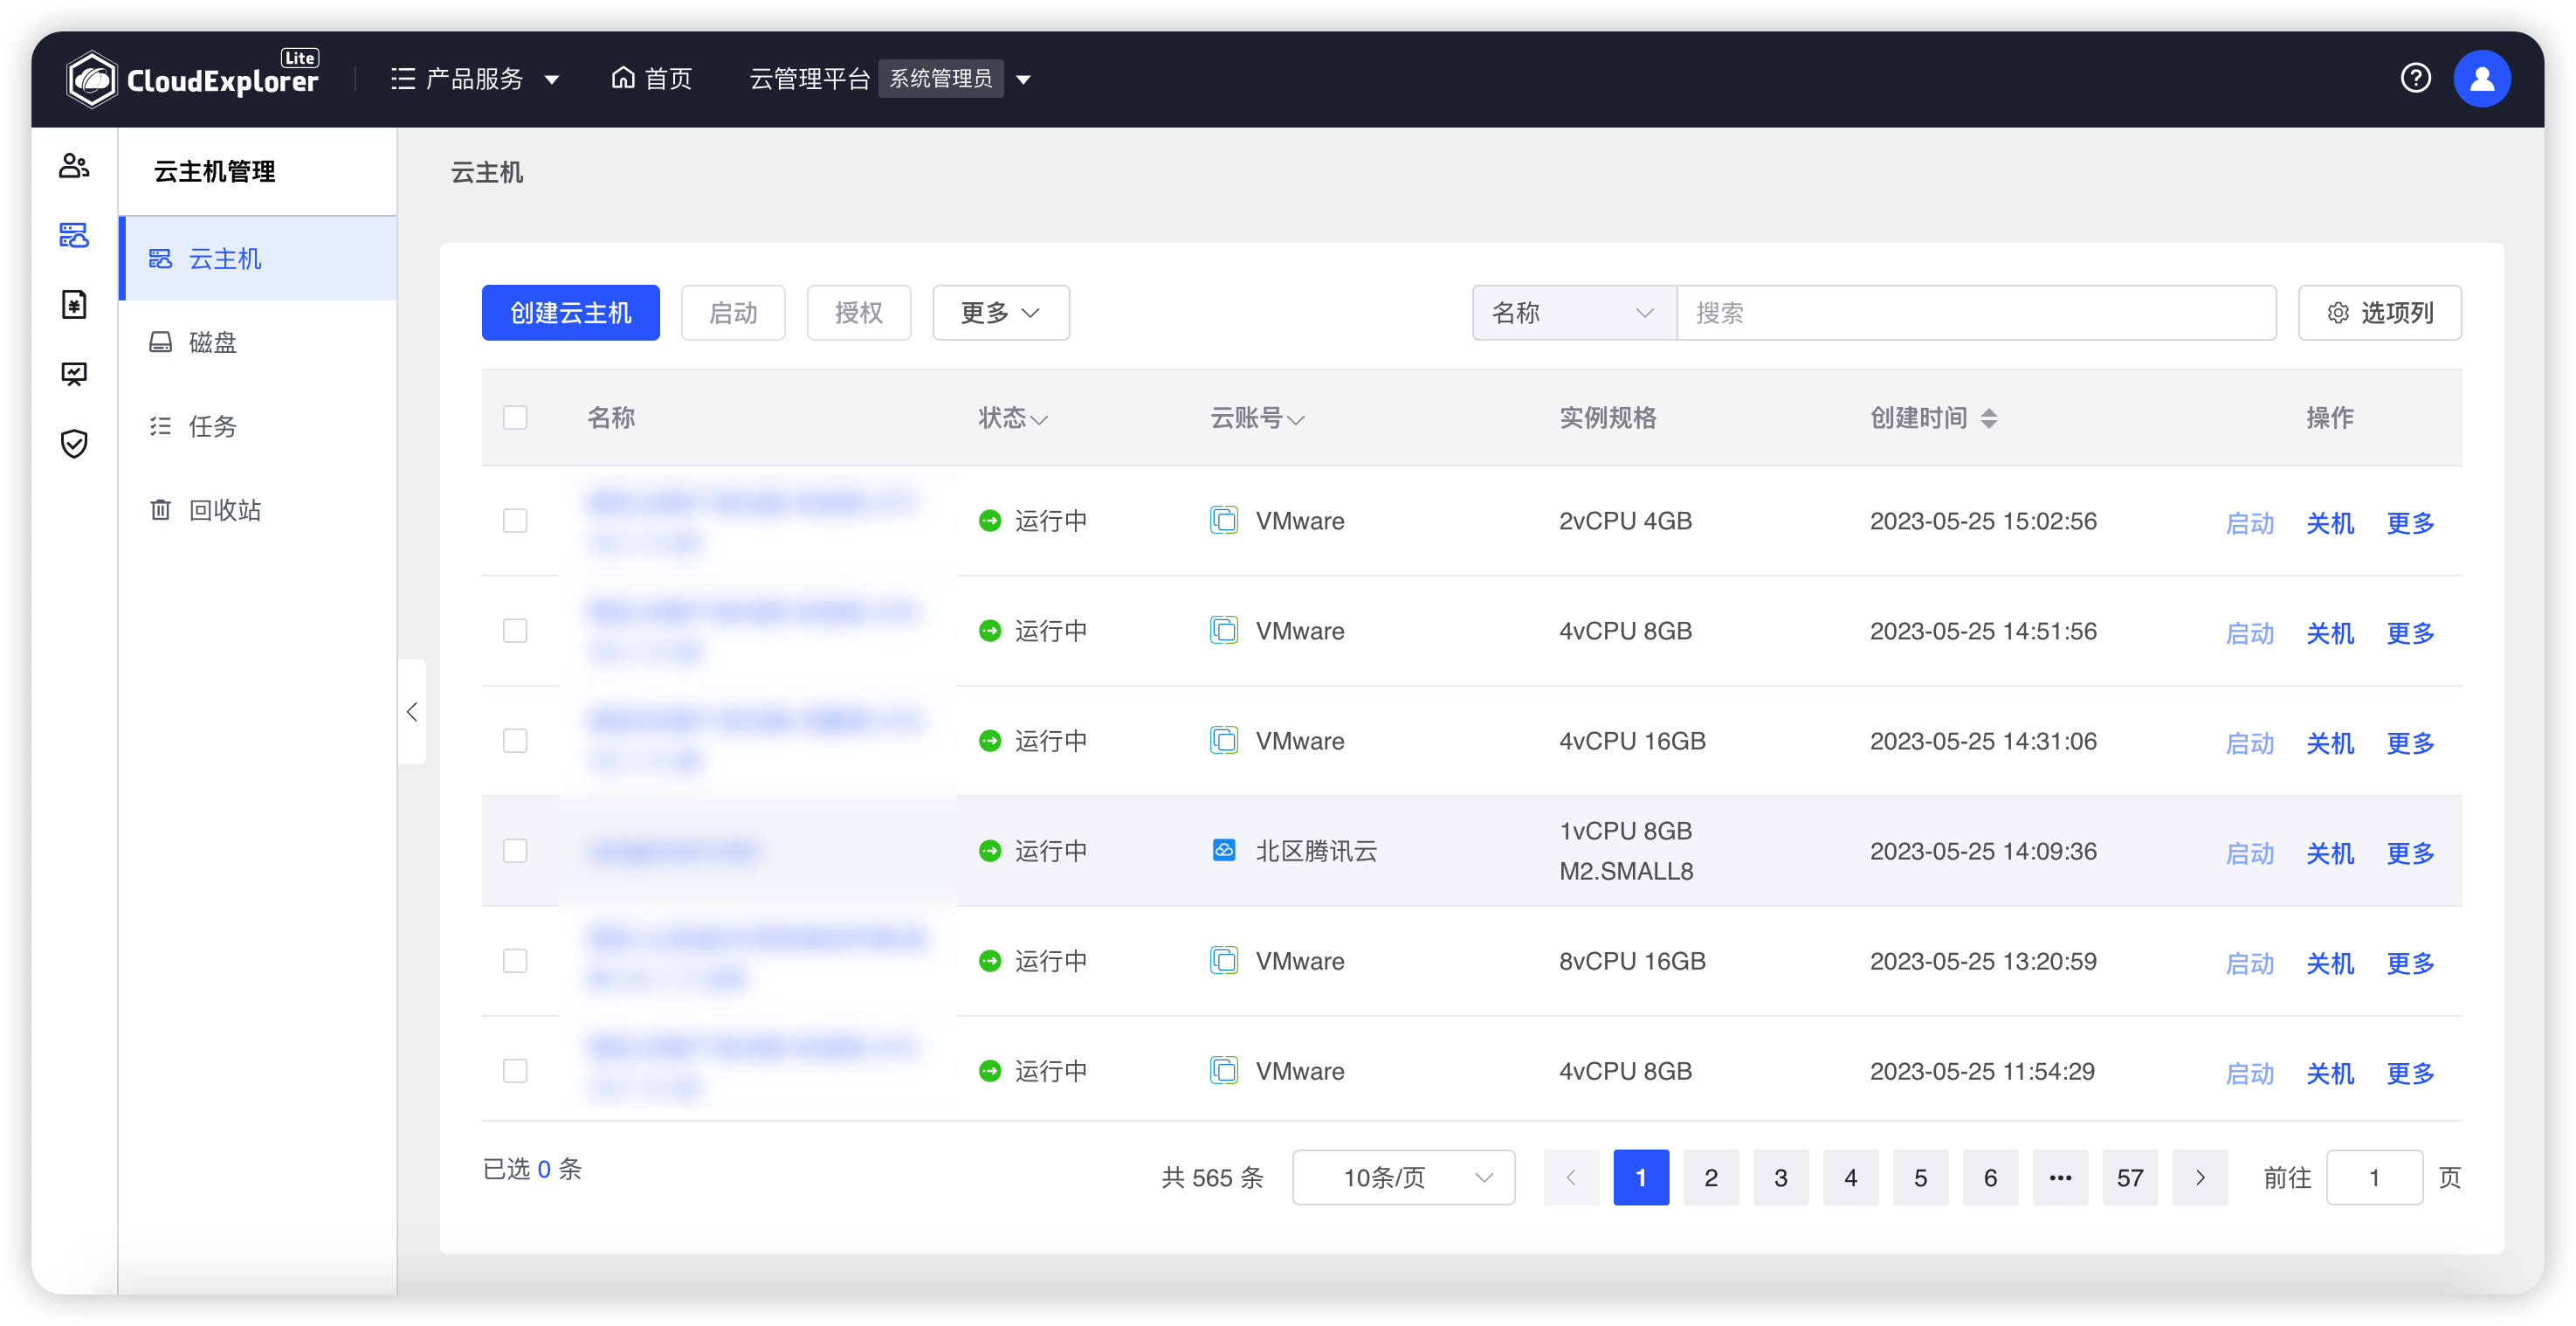 CloudExplorer Lite
产品服务
首页
云管理平台 系统管理员
云主机管理
云主机
磁盘
任务
回收站
云主机
创建云主机 启动 授权 更多
名称 搜索 选项列
名称 状态 云账号 实例规格 创建时间 操作
运行中 VMware 2vCPU 4GB 2023-05-25 15:02:56 启动 关机 更多
运行中 VMware 4vCPU 8GB 2023-05-25 14:51:56 启动 关机 更多
运行中 VMware 4vCPU 16GB 2023-05-25 14:31:06 启动 关机 更多
运行中 北区腾讯云 1vCPU 8GB 2023-05-25 14:09:36 启动 关机 更多
M2.SMALL8
运行中 VMware 8vCPU 16GB 2023-05-25 13:20:59 启动 关机 更多
运行中 VMware 4vCPU 8GB 2023-05-25 11:54:29 启动 关机 更多
已选 0 条
共 565 条 10条/页 1 2 3 4 5 6 ••• 57 前往 1 页